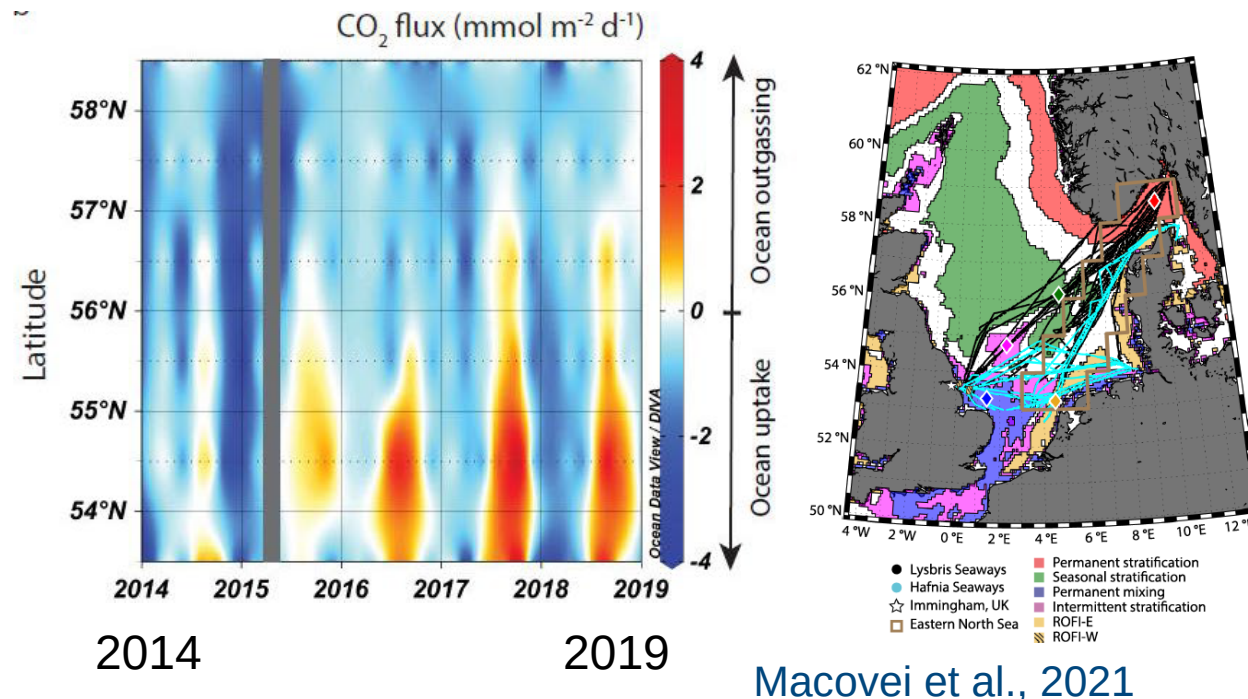 CO₂ flux (mmol m⁻² d⁻¹)
58°N
57°N
56°N
55°N
54°N
Latitude
2014
2015
2016
2017
2018
2019
4
2
0
-2
-4
Ocean Data View / DIVA
Ocean outgassing
Ocean uptake
2014
2019
62°N
60°N
58°N
56°N
54°N
52°N
50°N
4°W
0°E
2°E
4°E
6°E
8°E
10°E
12°E
Lysbris Seaways
Hafnia Seaways
Immingham, UK
Eastern North Sea
Permanent stratification
Seasonal stratification
Permanent mixing
Intermittent stratification
ROFI-E
ROFI-W
Macovei et al., 2021